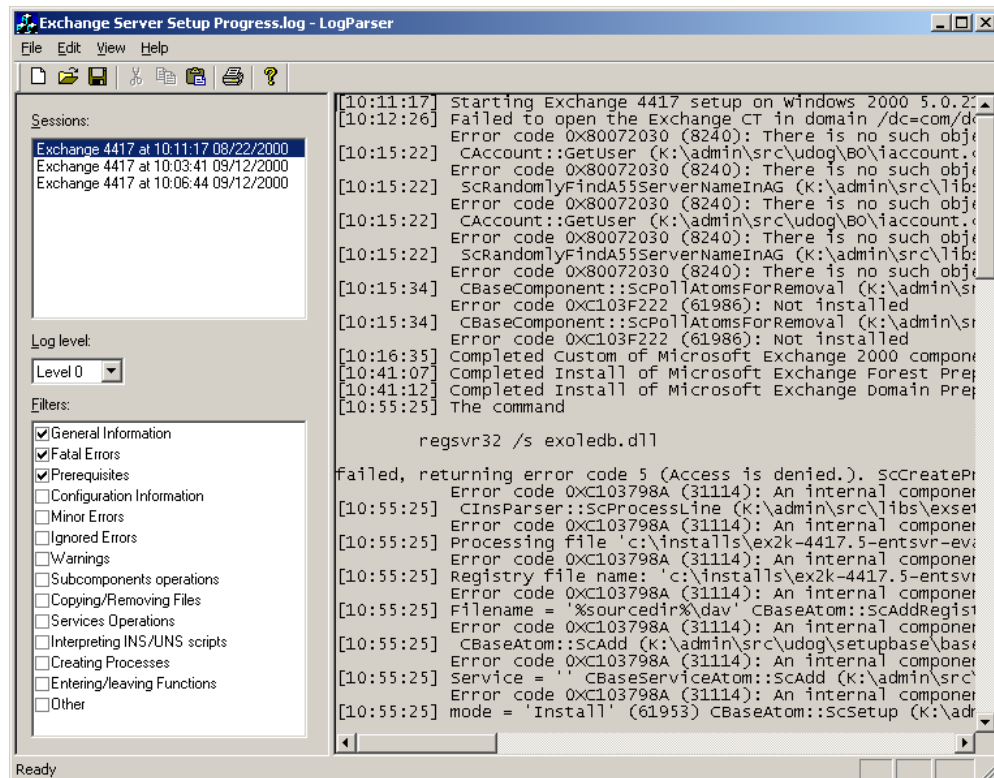 Exchange Server Setup Progress.log - LogParser
File Edit View Help
Sessions:
Exchange 4417 at 10:11:17 08/22/2000
Exchange 4417 at 10:03:41 09/12/2000
Exchange 4417 at 10:06:44 09/12/2000
Log level:
Level 0
Filters:
General Information
Fatal Errors
Prerequisites
Configuration Information
Minor Errors
Ignored Errors
Warnings
Subcomponents operations
Copying/Removing Files
Services Operations
Interpreting INS/UNS scripts
Creating Processes
Entering/leaving Functions
Other
[10:11:17] Starting Exchange 4417 setup on Windows 2000 5.0.21
[10:12:26] Failed to open the Exchange CT in domain /dc=com/dc
Error code 0X80072030 (8240): There is no such obje
[10:15:22] CAccount::GetUser (K:\admin\src\udog\BO\iaccount.c
Error code 0X80072030 (8240): There is no such obje
[10:15:22] ScRandomlyFindA55ServerNameInAG (K:\admin\src\libs
Error code 0X80072030 (8240): There is no such obje
[10:15:22] CAccount::GetUser (K:\admin\src\udog\BO\iaccount.c
Error code 0X80072030 (8240): There is no such obje
[10:15:22] ScRandomlyFindA55ServerNameInAG (K:\admin\src\libs
Error code 0X80072030 (8240): There is no such obje
[10:15:34] CBaseComponent::ScPollAtomsForRemoval (K:\admin\sr
Error code 0XC103F222 (61986): Not installed
[10:15:34] CBaseComponent::ScPollAtomsForRemoval (K:\admin\sr
Error code 0XC103F222 (61986): Not installed
[10:16:35] Completed Custom of Microsoft Exchange 2000 compone
[10:41:07] Completed Install of Microsoft Exchange Forest Prep
[10:41:12] Completed Install of Microsoft Exchange Domain Prep
[10:55:25] The command
regsvr32 /s exoledb.dll
failed, returning error code 5 (Access is denied.). ScCreatePr
Error code 0XC103798A (31114): An internal componen
[10:55:25] CInsParser::ScProcessLine (K:\admin\src\libs\exset
Error code 0XC103798A (31114): An internal componen
[10:55:25] Processing file 'c:\installs\ex2k-4417.5-entsvr-eva
Error code 0XC103798A (31114): An internal componen
[10:55:25] Registry file name: 'c:\installs\ex2k-4417.5-entsvr
Error code 0XC103798A (31114): An internal componen
[10:55:25] Filename = '%sourcedir%\dav' CBaseAtom::ScAddRegist
Error code 0XC103798A (31114): An internal componen
[10:55:25] CBaseAtom::ScAdd (K:\admin\src\udog\setupbase\base
Error code 0XC103798A (31114): An internal componen
[10:55:25] Service = '' CBaseServiceAtom::ScAdd (K:\admin\src\
Error code 0XC103798A (31114): An internal componen
[10:55:25] mode = 'Install' (61953) CBaseAtom::ScSetup (K:\adm
Ready